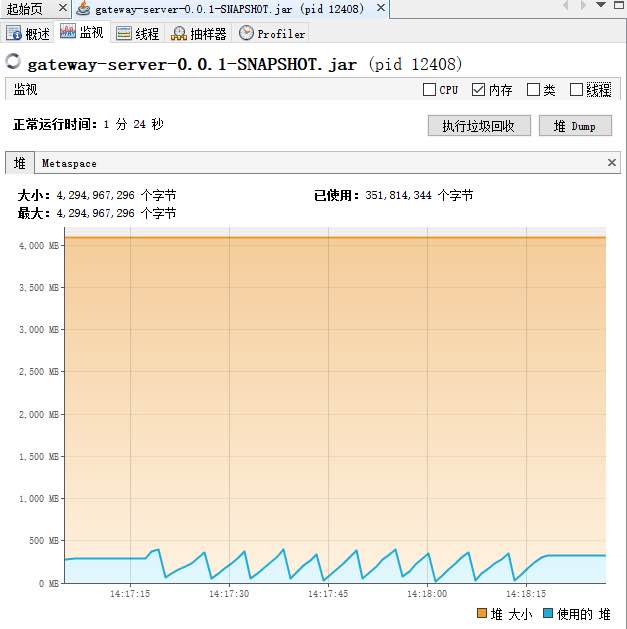 起始页 × gateway-server-0.0.1-SNAPSHOT.jar (pid 12408) ×
概述 监视 线程 抽样器 Profiler
gateway-server-0.0.1-SNAPSHOT.jar (pid 12408)
监视 CPU 内存 类 线程
正常运行时间: 1 分 24 秒 执行垃圾回收 堆 Dump
堆 Metaspace ×
大小: 4,294,967,296 个字节 已使用: 351,814,344 个字节
最大: 4,294,967,296 个字节
4,000 MB
3,500 MB
3,000 MB
2,500 MB
2,000 MB
1,500 MB
1,000 MB
500 MB
0 MB
14:17:15 14:17:30 14:17:45 14:18:00 14:18:15
堆 大小 使用的 堆